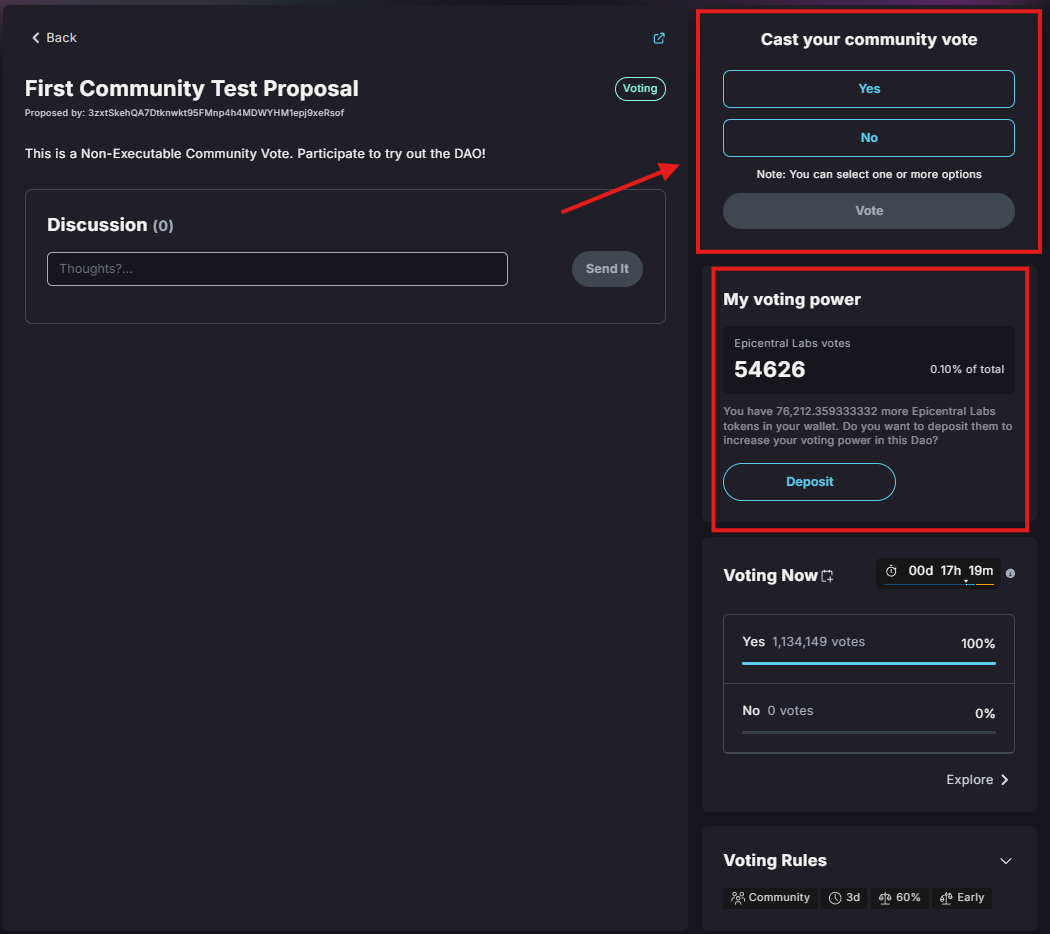 Back
First Community Test Proposal
Voting
Proposed by: 3zxtSkehQA7Dtknwkt95FMnp4h4MDWYHM1epj9xeRsof
This is a Non-Executable Community Vote. Participate to try out the DAO!
Discussion (0)
Thoughts?...
Send It
Cast your community vote
Yes
No
Note: You can select one or more options
Vote
My voting power
Epicentral Labs votes
54626
0.10% of total
You have 76,212.359333332 more Epicentral Labs
tokens in your wallet. Do you want to deposit them to
increase your voting power in this Dao?
Deposit
Voting Now
00d 17h 19m
Yes 1,134,149 votes
100%
No 0 votes
0%
Explore
Voting Rules
Community
3d
60%
Early